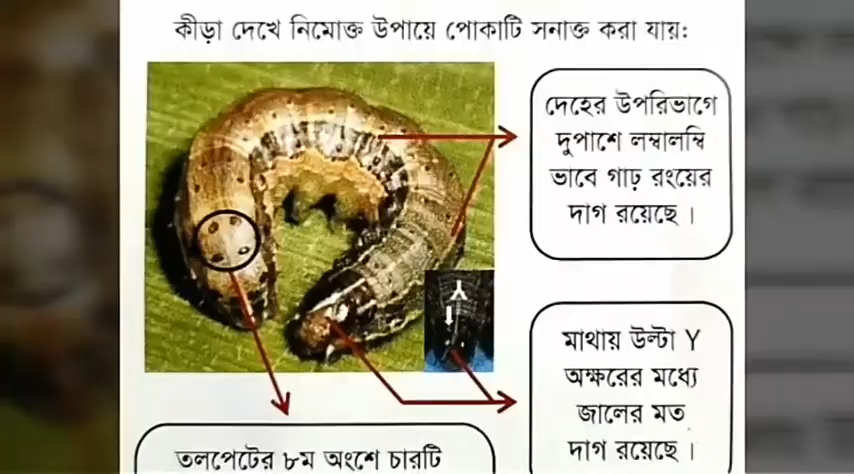 কীড়া দেখে নিমোক্ত উপায়ে পোকাটি সনাক্ত করা যায়ঃ
দেহের উপরিভাগে
দুপাশে লম্বালম্বি
ভাবে গাঢ় রংয়ের
দাগ রয়েছে।
Y
মাথায় উল্টা Y
অক্ষরের মধ্যে
জালের মত
দাগ রয়েছে।
তলপেটের ৮ম অংশে চারটি